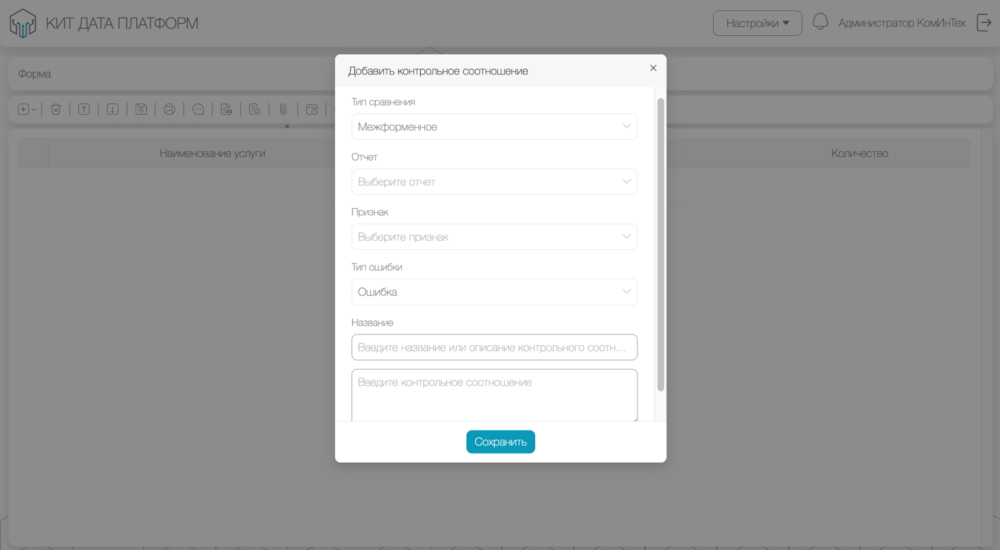 КИТ ДАТА ПЛАТФОРМ
Настройки
Администратор КомИнТех
Форма
Наименование услуги
Количество
Добавить контрольное соотношение
Тип сравнения
Межформенное
Отчет
Выберите отчет
Признак
Выберите признак
Тип ошибки
Ошибка
Название
Введите название или описание контрольного соотн...
Введите контрольное соотношение
Сохранить